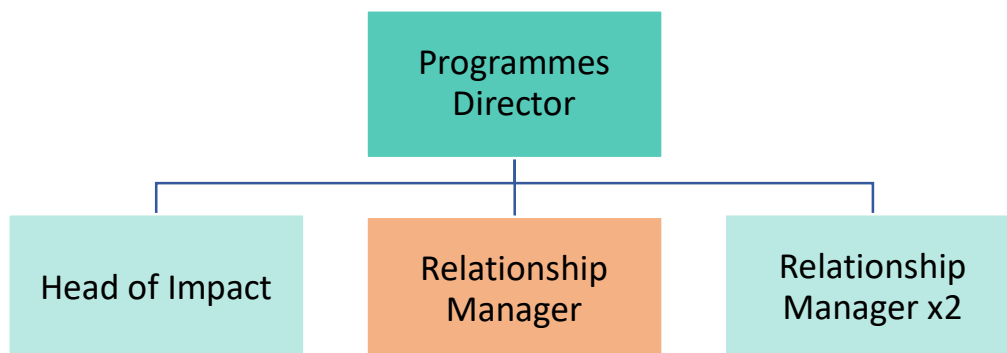 Programmes
Director
Head of Impact
Relationship
Manager
Relationship
Manager x2